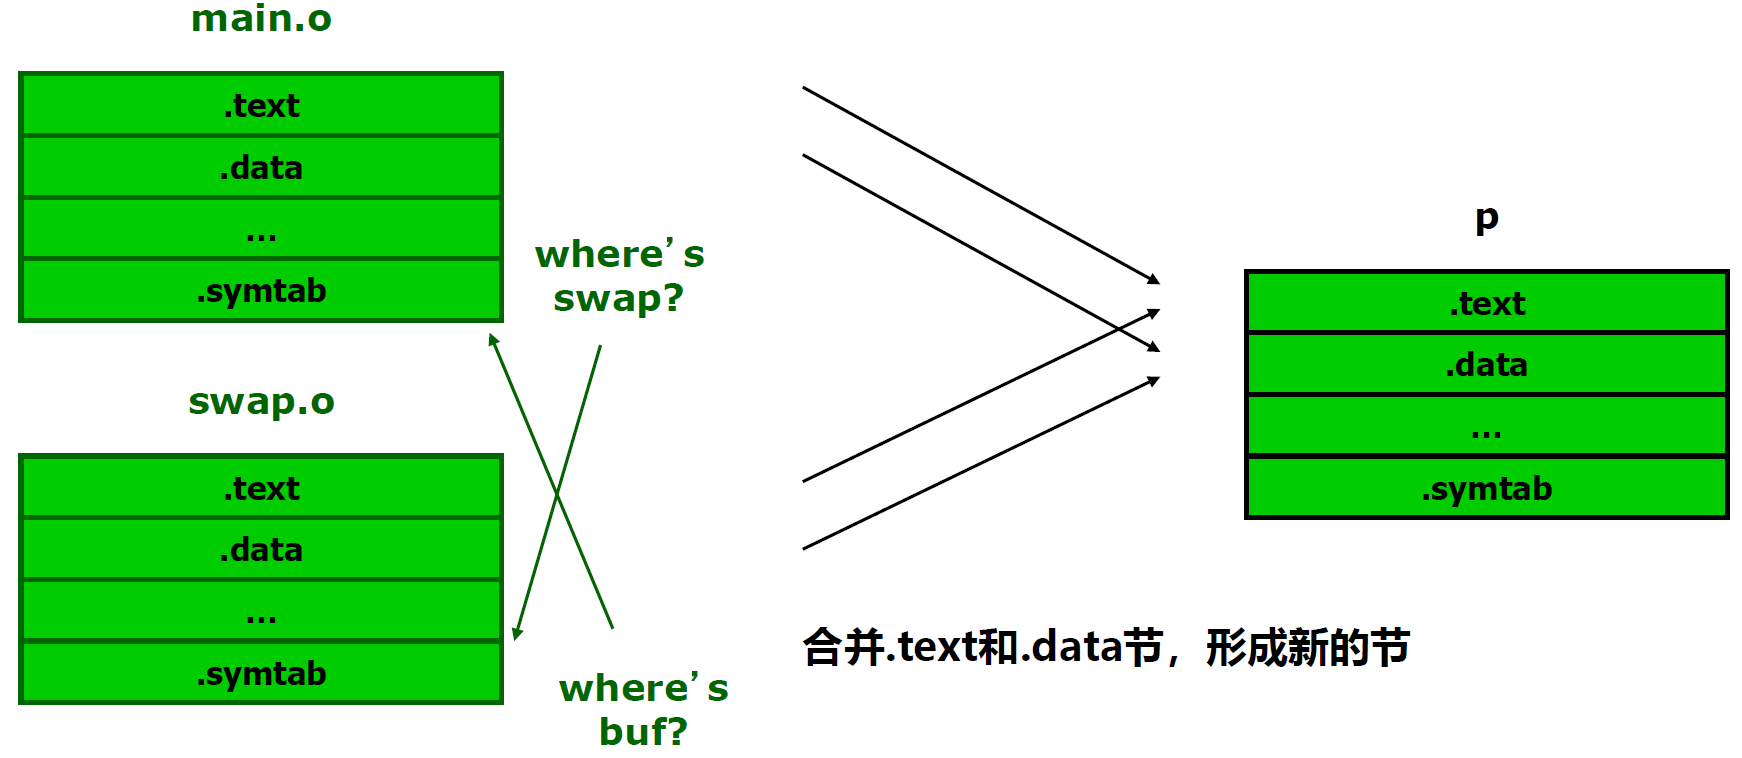 main.o
.text
.data
...
.symtab
where’s
swap?
swap.o
.text
.data
...
.symtab
where’s
buf?
p
.text
.data
...
.symtab
合并.text和.data节，形成新的节